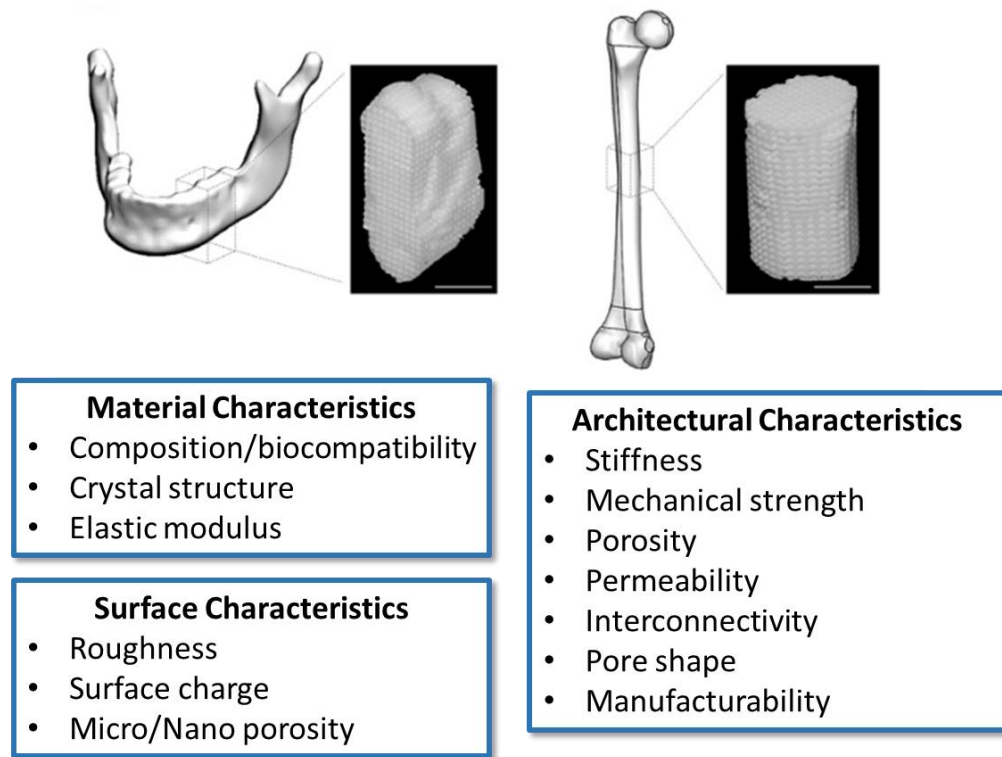 Material Characteristics
• Composition/biocompatibility
• Crystal structure
• Elastic modulus
Surface Characteristics
• Roughness
• Surface charge
• Micro/Nano porosity
Architectural Characteristics
• Stiffness
• Mechanical strength
• Porosity
• Permeability
• Interconnectivity
• Pore shape
• Manufacturability